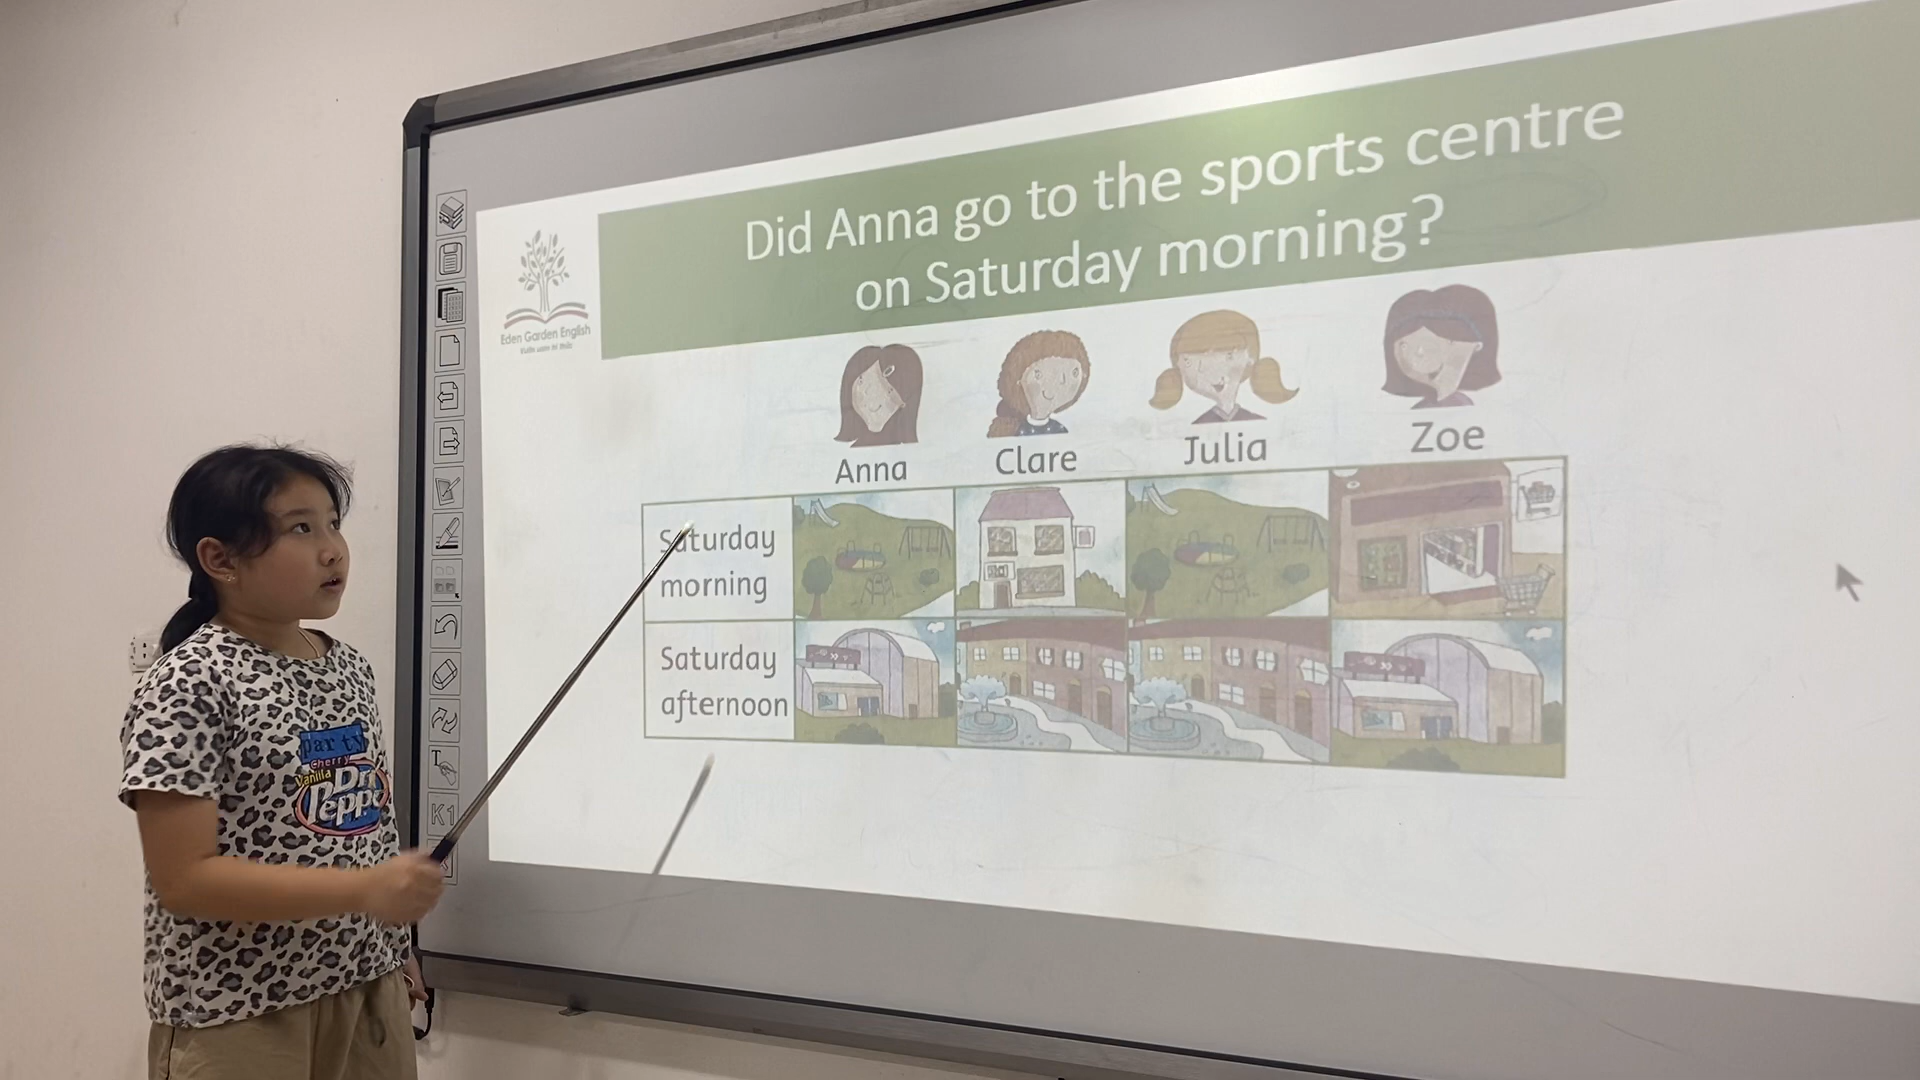 Did Anna go to the sports centre
on Saturday morning?
Eden Garden English
Anna
Clare
Julia
Zoe
Saturday
morning
Saturday
afternoon
K1
T
party
Cherry
Vanilla
Dr
Pepper